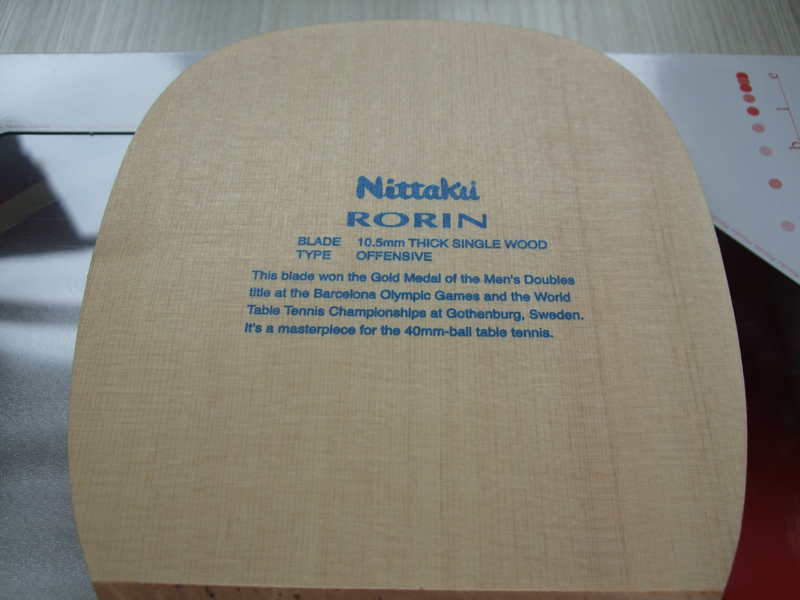 Nittaku
RORIN
BLADE 10.5mm THICK SINGLE WOOD
TYPE OFFENSIVE
This blade won the Gold Medal of the Men's Doubles
title at the Barcelona Olympic Games and the World
Table Tennis Championships at Gothenburg, Sweden.
It's a masterpiece for the 40mm-ball table tennis.